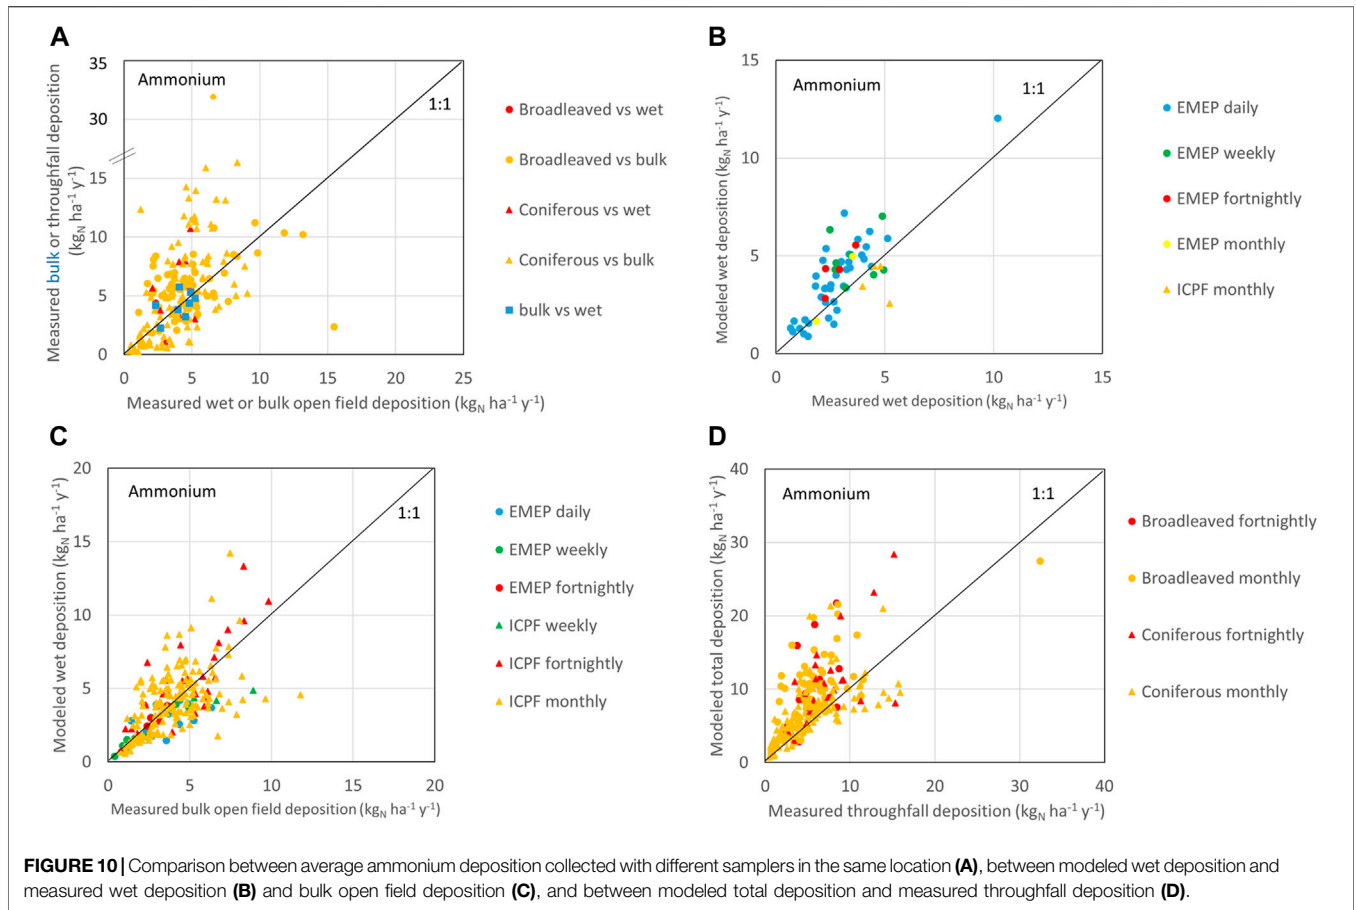 A
Measured bulk or throughfall deposition
(kgN ha-1 y-1)
35
30
15
10
5
0
Ammonium
1:1
0 5 10 15 20 25
Measured wet or bulk open field deposition (kgN ha-1 y-1)
Broadleaved vs wet
Broadleaved vs bulk
Coniferous vs wet
Coniferous vs bulk
bulk vs wet
B
Modeled wet deposition (kgN ha-1 y-1)
15
10
5
0
Ammonium
1:1
0 5 10 15
Measured wet deposition (kgN ha-1 y-1)
EMEP daily
EMEP weekly
EMEP fortnightly
EMEP monthly
ICPF monthly
C
Modeled wet deposition (kgN ha-1 y-1)
20
15
10
5
0
Ammonium
1:1
0 5 10 15 20
Measured bulk open field deposition (kgN ha-1 y-1)
EMEP daily
EMEP weekly
EMEP fortnightly
ICPF weekly
ICPF fortnightly
ICPF monthly
D
Modeled total deposition (kgN ha-1 y-1)
40
30
20
10
0
Ammonium
1:1
0 10 20 30 40
Measured throughfall deposition (kgN ha-1 y-1)
Broadleaved fortnightly
Broadleaved monthly
Coniferous fortnightly
Coniferous monthly
FIGURE 10 | Comparison between average ammonium deposition collected with different samplers in the same location (A), between modeled wet deposition and
measured wet deposition (B) and bulk open field deposition (C), and between modeled total deposition and measured throughfall deposition (D).